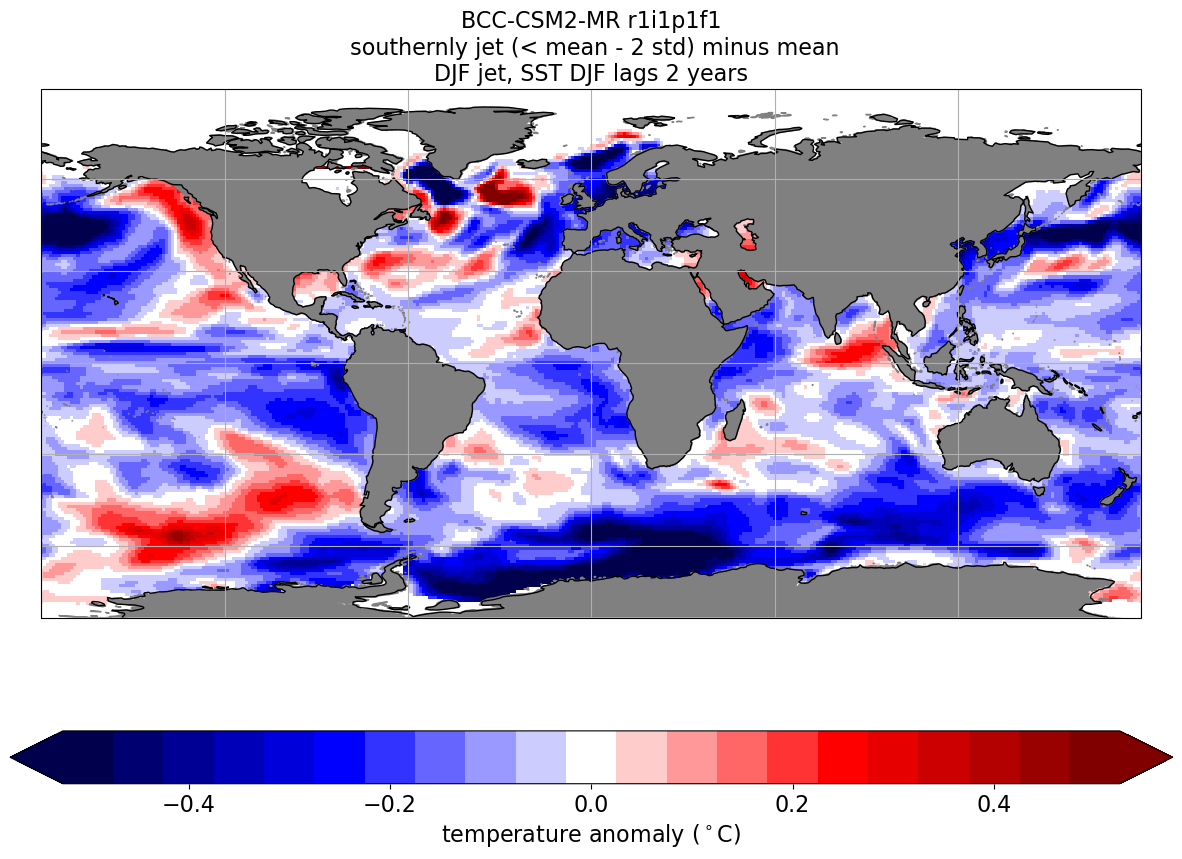 BCC-CSM2-MR r1i1p1f1
southernly jet (< mean - 2 std) minus mean
DJF jet, SST DJF lags 2 years
−0.4 −0.2 0.0 0.2 0.4
temperature anomaly (°C)